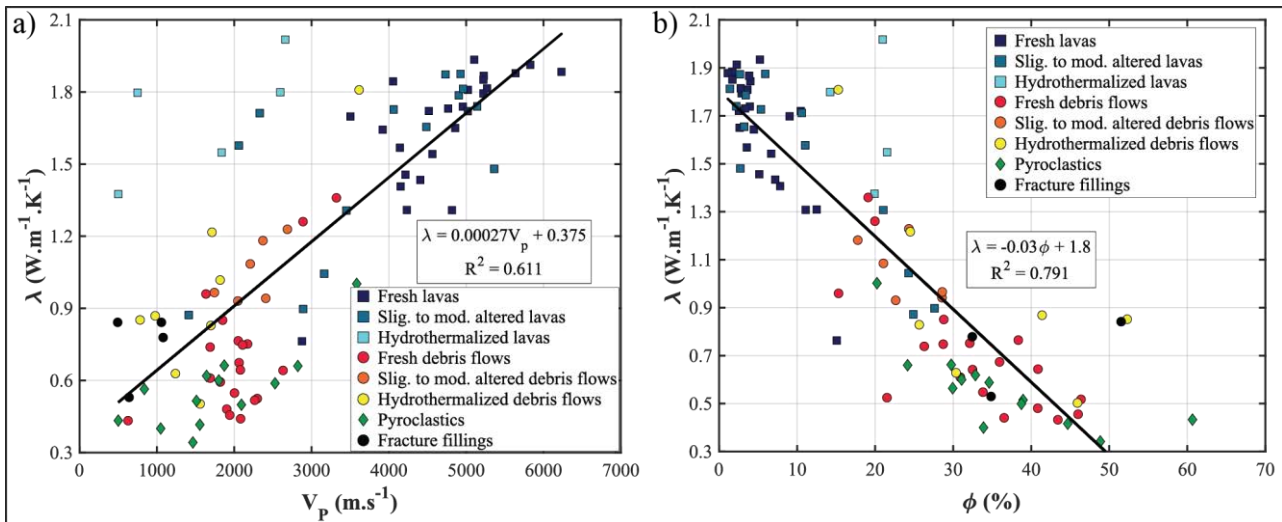 a)
2.1
1.8
1.5
1.2
0.9
0.6
0.3
λ (W.m⁻¹.K⁻¹)
0 1000 2000 3000 4000 5000 6000 7000
V_P (m.s⁻¹)
λ = 0.00027V_p + 0.375
R² = 0.611
Fresh lavas
Slig. to mod. altered lavas
Hydrothermalized lavas
Fresh debris flows
Slig. to mod. altered debris flows
Hydrothermalized debris flows
Pyroclastics
Fracture fillings
b)
2.1
1.9
1.7
1.5
1.3
1.1
0.9
0.7
0.5
0.3
λ (W.m⁻¹.K⁻¹)
0 10 20 30 40 50 60 70
ϕ (%)
Fresh lavas
Slig. to mod. altered lavas
Hydrothermalized lavas
Fresh debris flows
Slig. to mod. altered debris flows
Hydrothermalized debris flows
Pyroclastics
Fracture fillings
λ = -0.03ϕ + 1.8
R² = 0.791